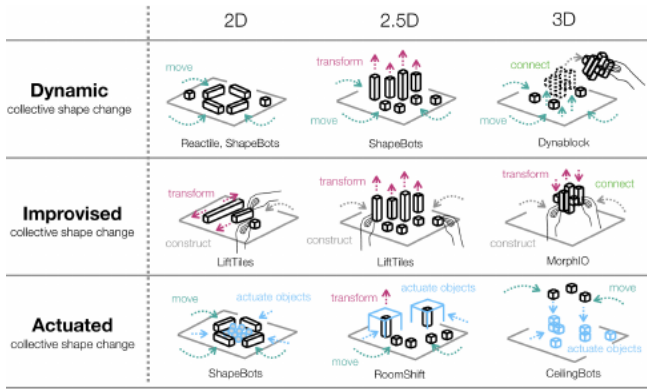 2D 2.5D 3D
Dynamic
collective shape change
move
Reactile, ShapeBots
transform
move
ShapeBots
connect
move
Dynablock
Improvised
collective shape change
transform
construct
LiftTiles
transform
construct
LiftTiles
transform
connect
construct
MorphIO
Actuated
collective shape change
move
actuate objects
ShapeBots
transform
actuate objects
move
RoomShift
move
actuate objects
CeilingBots